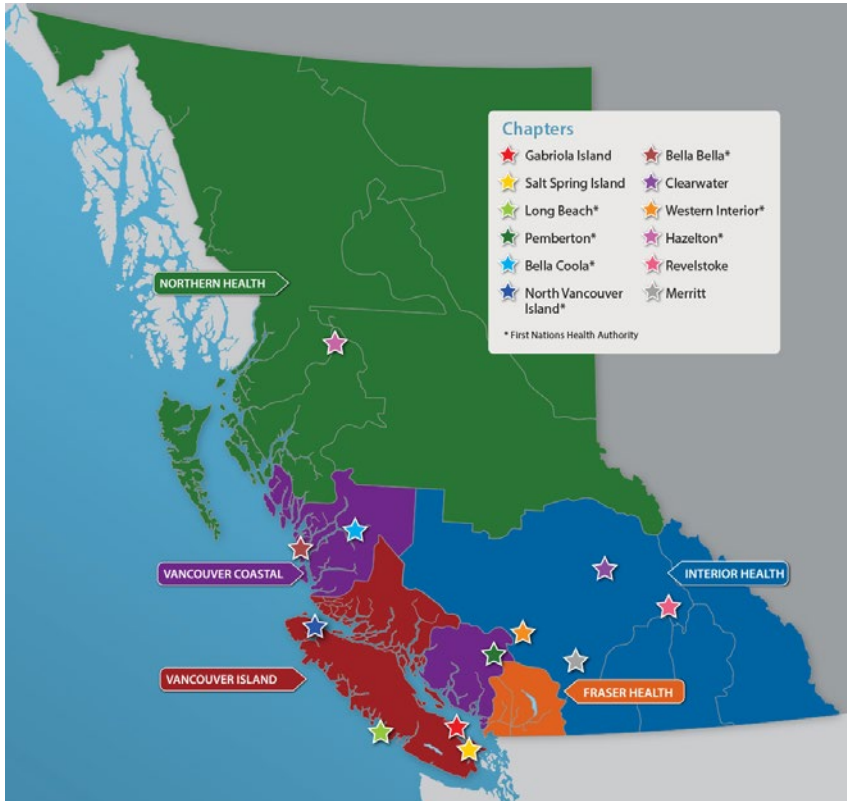 Chapters
Gabriola Island
Salt Spring Island
Long Beach*
Pemberton*
Bella Coola*
North Vancouver
Island*
Bella Bella*
Clearwater
Western Interior*
Hazelton*
Revelstoke
Merritt
* First Nations Health Authority
NORTHERN HEALTH
VANCOUVER COASTAL
INTERIOR HEALTH
VANCOUVER ISLAND
FRASER HEALTH